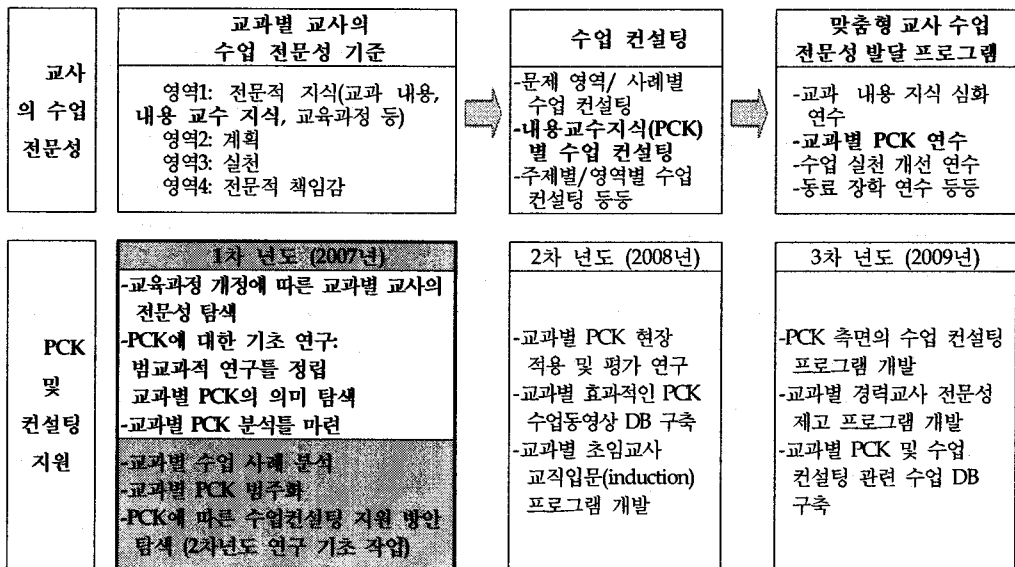 교사
의 수업
전문성
교과별 교사의
수업 전문성 기준
영역1: 전문적 지식(교과 내용,
내용 교수 지식, 교육과정 등)
영역2: 계획
영역3: 실천
영역4: 전문적 책임감
수업 컨설팅
-문제 영역/ 사례별
수업 컨설팅
-내용교수지식(PCK)
별 수업 컨설팅
-주제별/영역별 수업
컨설팅 등등
맞춤형 교사 수업
전문성 발달 프로그램
-교과 내용 지식 심화
연수
-교과별 PCK 연수
-수업 실천 개선 연수
-동료 장학 연수 등등
PCK
및
컨설팅
지원
1차 년도 (2007년)
-교육과정 개정에 따른 교과별 교사의
전문성 탐색
-PCK에 대한 기초 연구:
범교과적 연구틀 정립
교과별 PCK의 의미 탐색
-교과별 PCK 분석틀 마련
-교과별 수업 사례 분석
-교과별 PCK 범주화
-PCK에 따른 수업컨설팅 지원 방안
탐색 (2차년도 연구 기초 작업)
2차 년도 (2008년)
-교과별 PCK 현장
적용 및 평가 연구
-교과별 효과적인 PCK
수업동영상 DB 구축
-교과별 초임교사
교직입문(induction)
프로그램 개발
3차 년도 (2009년)
-PCK 측면의 수업 컨설팅
프로그램 개발
-교과별 경력교사 전문성
제고 프로그램 개발
-교과별 PCK 및 수업
컨설팅 관련 수업 DB
구축